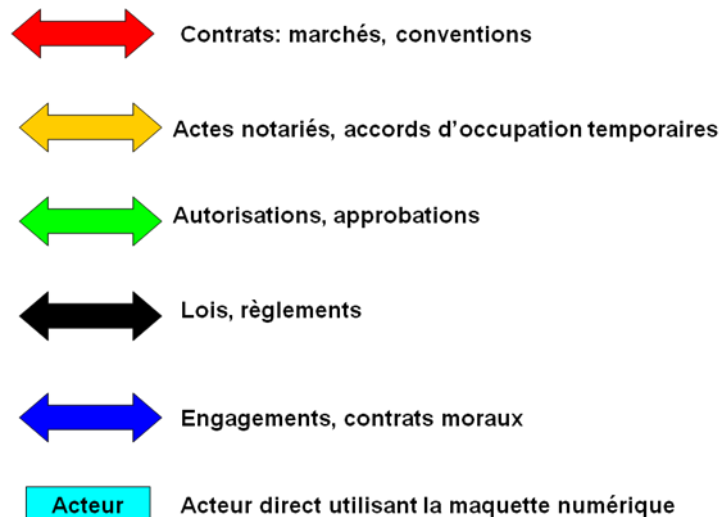 Contrats: marchés, conventions
Actes notariés, accords d'occupation temporaires
Autorisations, approbations
Lois, règlements
Engagements, contrats moraux
Acteur Acteur direct utilisant la maquette numérique